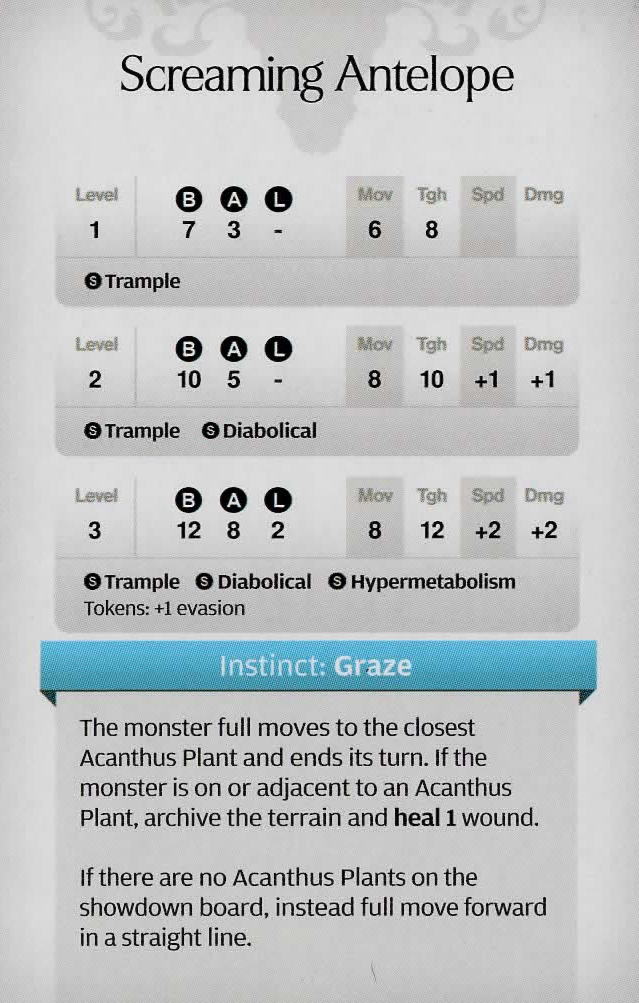 Screaming Antelope
Level B A L Mov Tgh Spd Dmg
1 7 3 - 6 8
S Trample
Level B A L Mov Tgh Spd Dmg
2 10 5 - 8 10 +1 +1
S Trample S Diabolical
Level B A L Mov Tgh Spd Dmg
3 12 8 2 8 12 +2 +2
S Trample S Diabolical S Hypermetabolism
Tokens: +1 evasion
Instinct: Graze
The monster full moves to the closest
Acanthus Plant and ends its turn. If the
monster is on or adjacent to an Acanthus
Plant, archive the terrain and heal 1 wound.
If there are no Acanthus Plants on the
showdown board, instead full move forward
in a straight line.